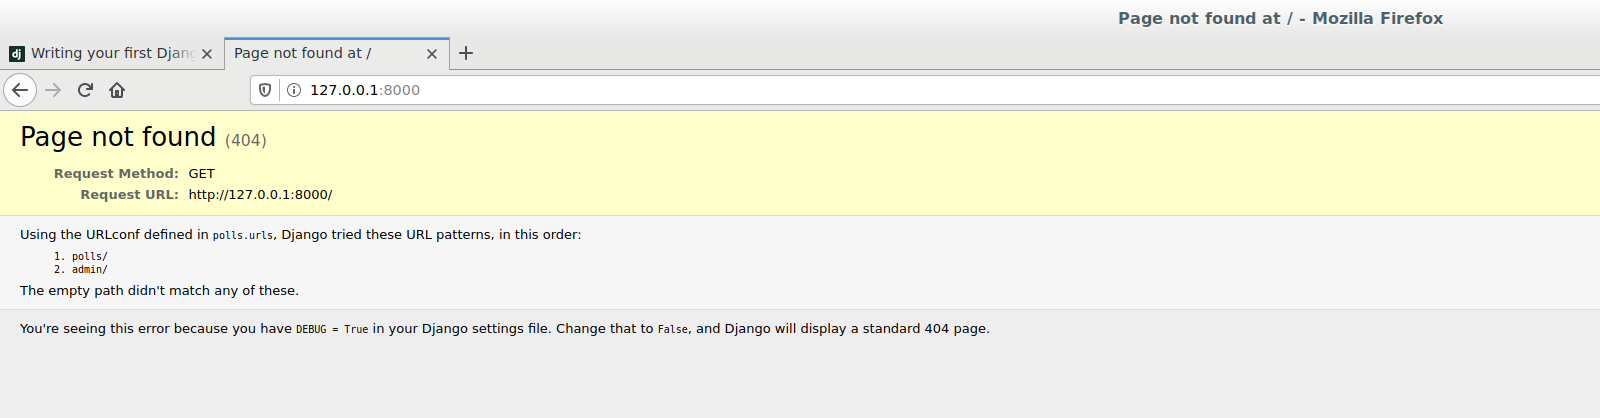 Page not found at / - Mozilla Firefox
dj Writing your first Djang
Page not found at /
127.0.0.1:8000
Page not found (404)
Request Method: GET
Request URL: http://127.0.0.1:8000/
Using the URLconf defined in polls.urls, Django tried these URL patterns, in this order:
1. polls/
2. admin/
The empty path didn't match any of these.
You're seeing this error because you have DEBUG = True in your Django settings file. Change that to False, and Django will display a standard 404 page.